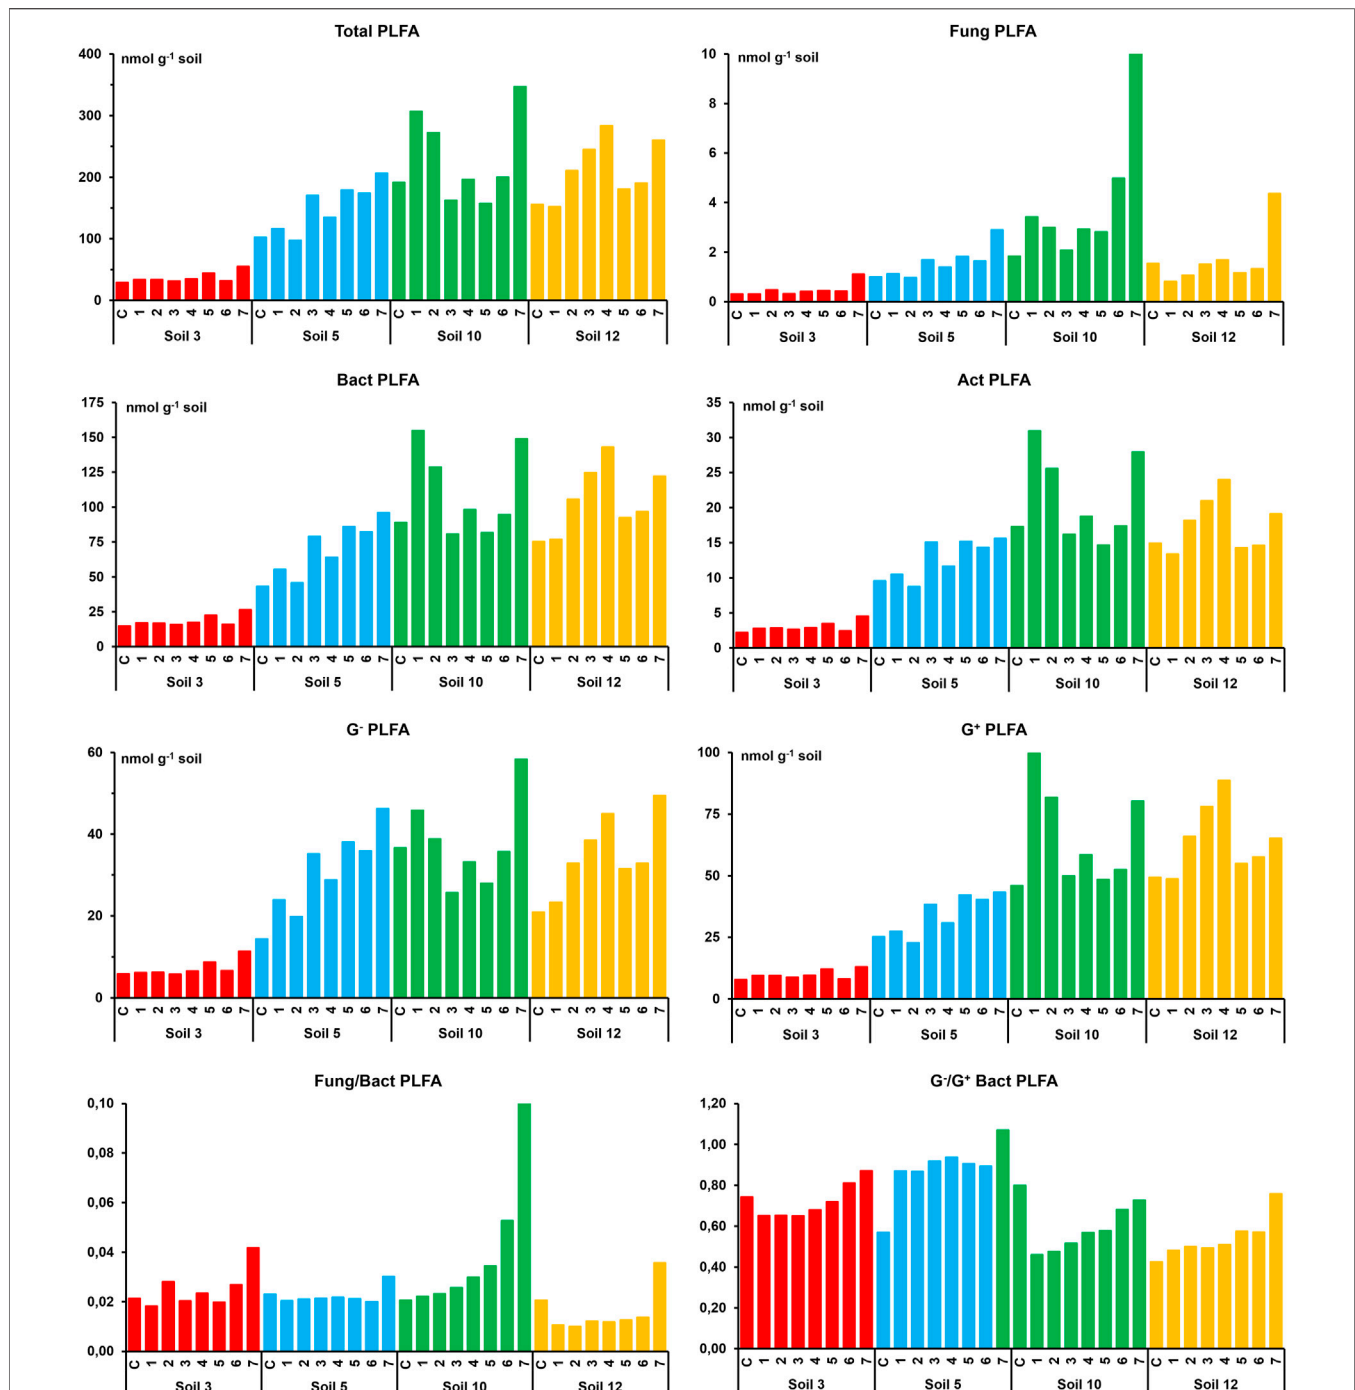 Total PLFA
nmol g⁻¹ soil
400
300
200
100
0
C 1 2 3 4 5 6 7 C 1 2 3 4 5 6 7 C 1 2 3 4 5 6 7 C 1 2 3 4 5 6 7
Soil 3 Soil 5 Soil 10 Soil 12
Fung PLFA
nmol g⁻¹ soil
10
8
6
4
2
0
C 1 2 3 4 5 6 7 C 1 2 3 4 5 6 7 C 1 2 3 4 5 6 7 C 1 2 3 4 5 6 7
Soil 3 Soil 5 Soil 10 Soil 12
Bact PLFA
nmol g⁻¹ soil
175
150
125
100
75
50
25
0
C 1 2 3 4 5 6 7 C 1 2 3 4 5 6 7 C 1 2 3 4 5 6 7 C 1 2 3 4 5 6 7
Soil 3 Soil 5 Soil 10 Soil 12
Act PLFA
nmol g⁻¹ soil
35
30
25
20
15
10
5
0
C 1 2 3 4 5 6 7 C 1 2 3 4 5 6 7 C 1 2 3 4 5 6 7 C 1 2 3 4 5 6 7
Soil 3 Soil 5 Soil 10 Soil 12
G⁻ PLFA
nmol g⁻¹ soil
60
40
20
0
C 1 2 3 4 5 6 7 C 1 2 3 4 5 6 7 C 1 2 3 4 5 6 7 C 1 2 3 4 5 6 7
Soil 3 Soil 5 Soil 10 Soil 12
G⁺ PLFA
nmol g⁻¹ soil
100
75
50
25
0
C 1 2 3 4 5 6 7 C 1 2 3 4 5 6 7 C 1 2 3 4 5 6 7 C 1 2 3 4 5 6 7
Soil 3 Soil 5 Soil 10 Soil 12
Fung/Bact PLFA
0,10
0,08
0,06
0,04
0,02
0,00
C 1 2 3 4 5 6 7 C 1 2 3 4 5 6 7 C 1 2 3 4 5 6 7 C 1 2 3 4 5 6 7
Soil 3 Soil 5 Soil 10 Soil 12
G⁻/G⁺ Bact PLFA
1,20
1,00
0,80
0,60
0,40
0,20
0,00
C 1 2 3 4 5 6 7 C 1 2 3 4 5 6 7 C 1 2 3 4 5 6 7 C 1 2 3 4 5 6 7
Soil 3 Soil 5 Soil 10 Soil 12